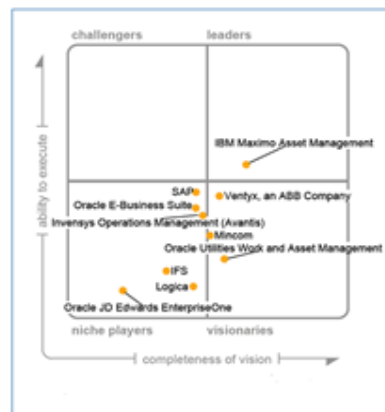 challengers
leaders
IBM Maximo Asset Management
ability to execute
SAP
Ventyx, an ABB Company
Oracle E-Business Suite
Invensys Operations Management (Avantis)
Mincom
Oracle Utilities Work and Asset Management
IFS
Logica
Oracle JD Edwards EnterpriseOne
niche players
visionaries
completeness of vision